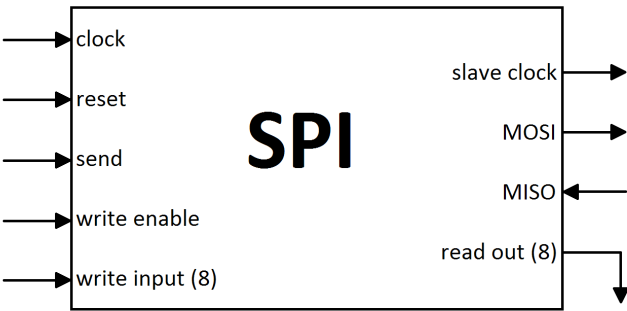 clock
reset
send
write enable
write input (8)
SPI
slave clock
MOSI
MISO
read out (8)